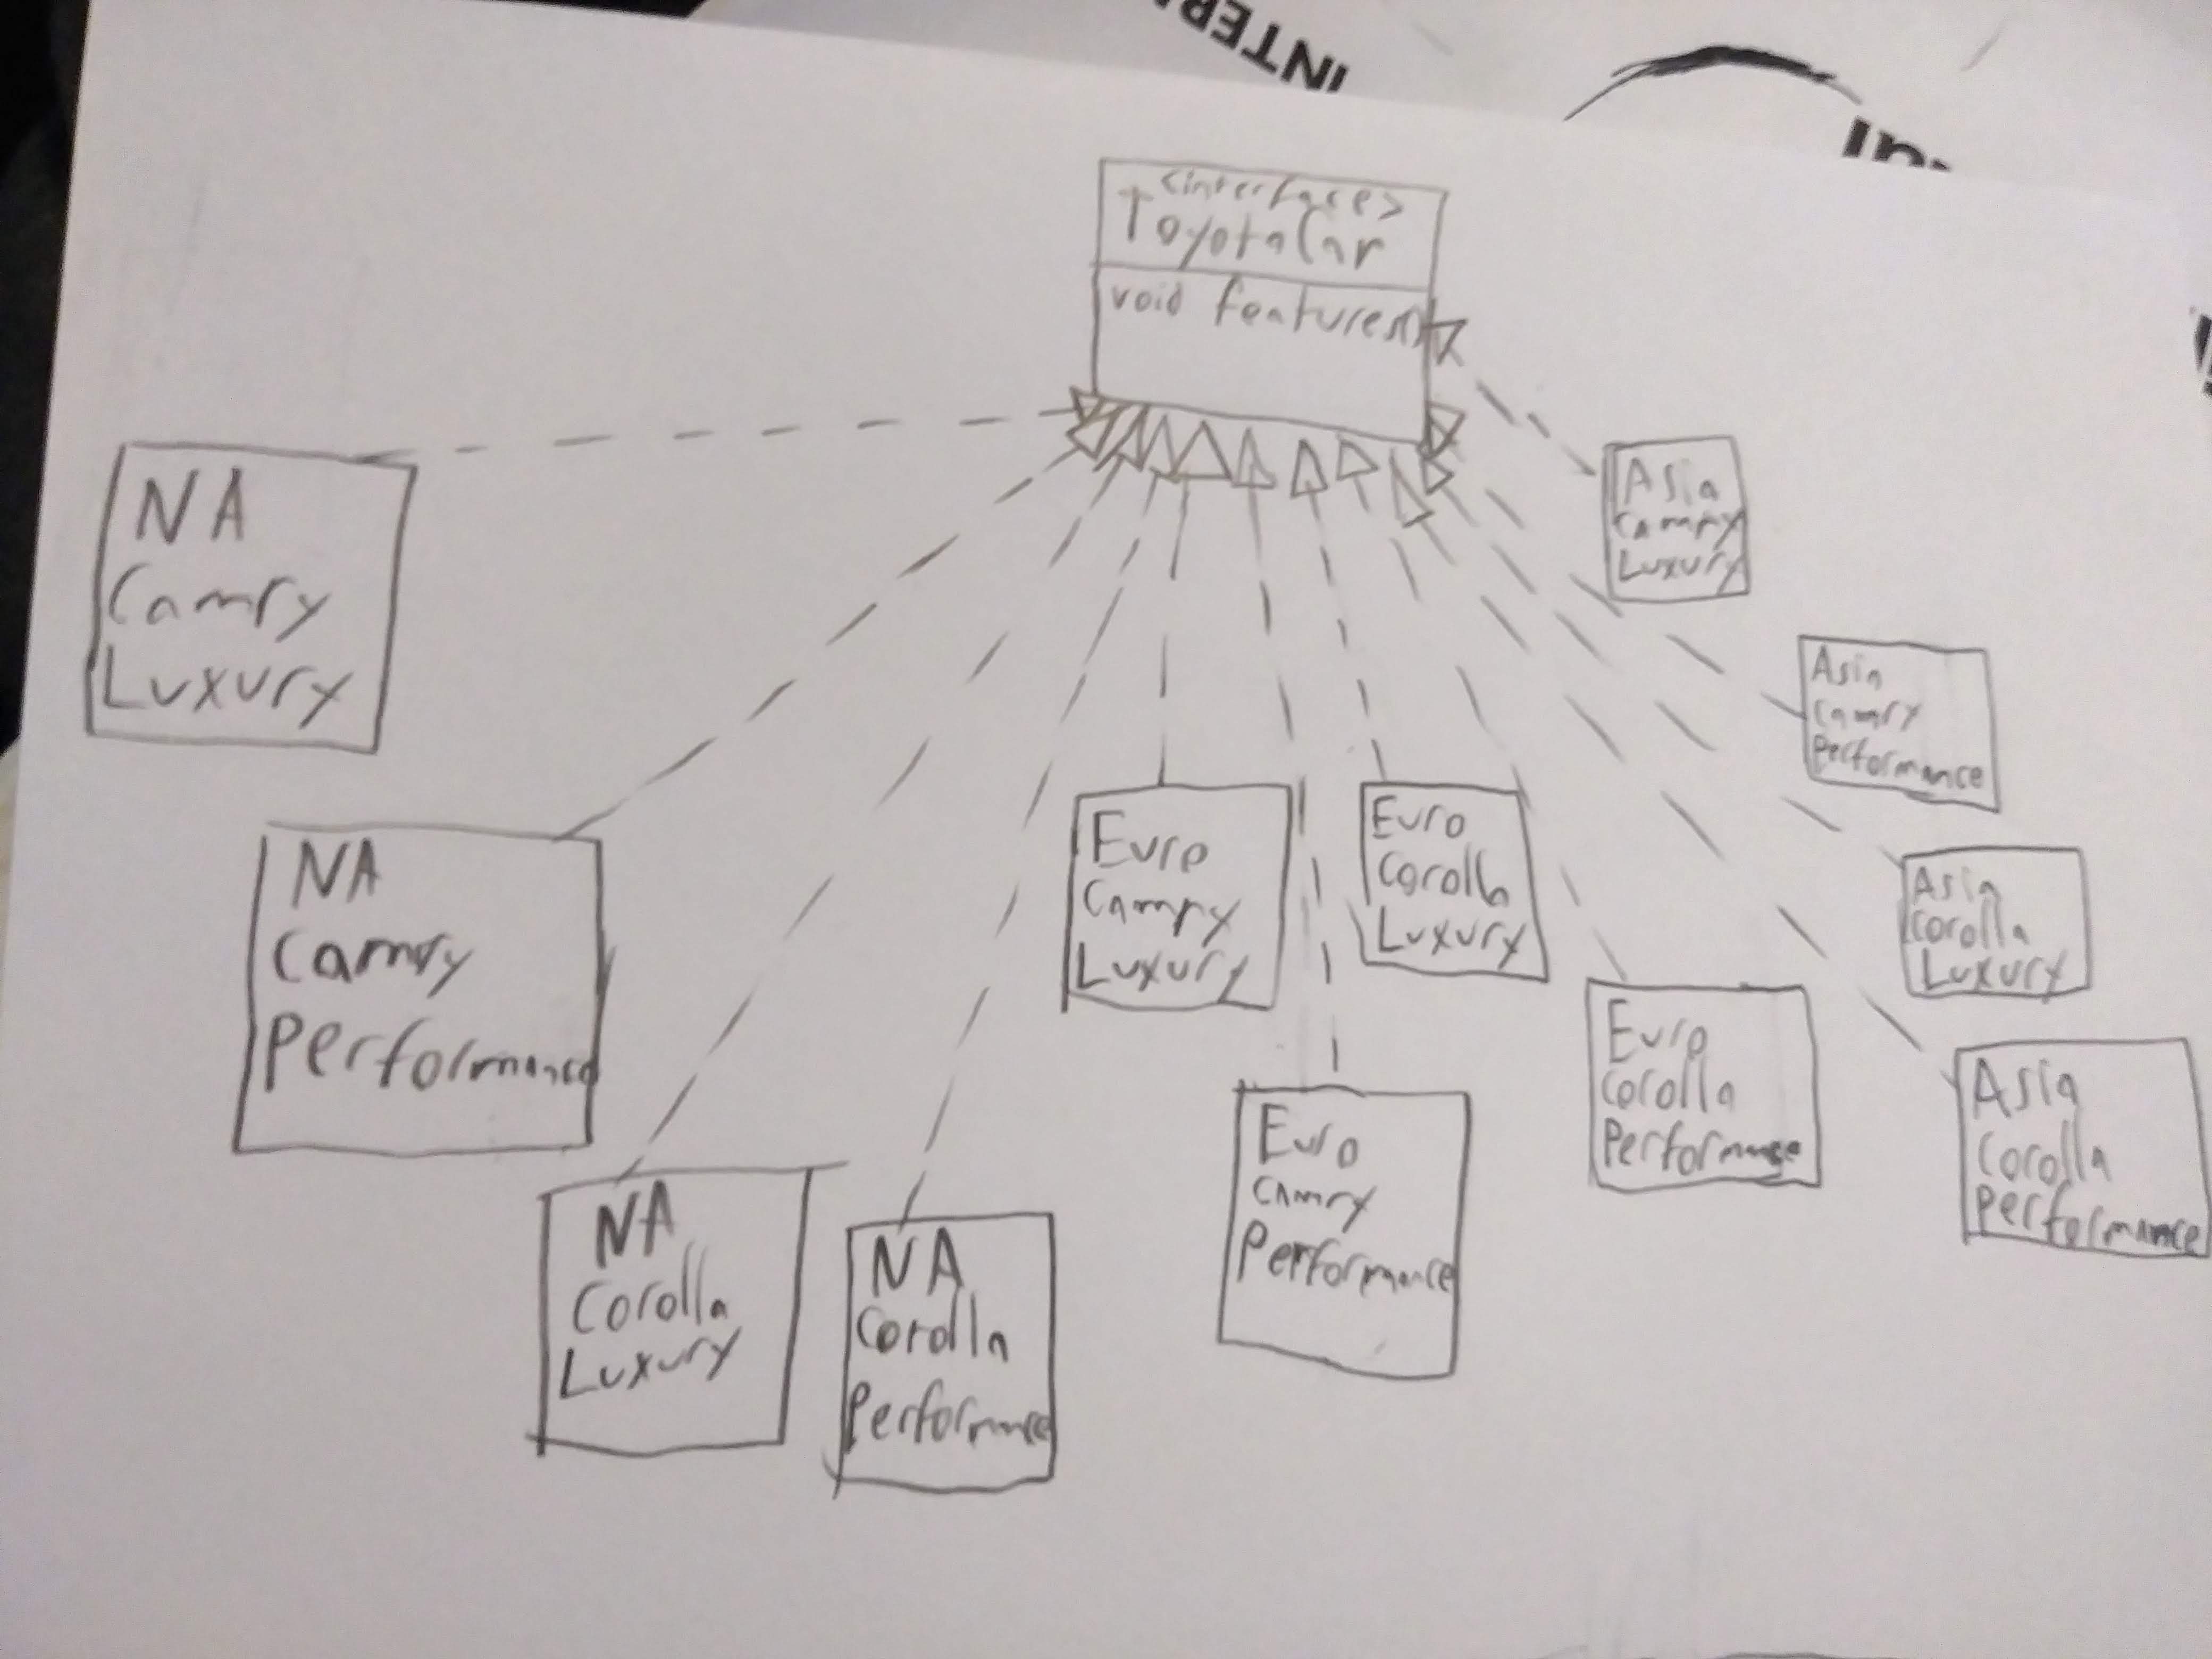 INTER
<interface>
ToyotaCar
void features()
NA
Camry
Luxury
NA
Camry
Performance
NA
Corolla
Luxury
NA
Corolla
Performance
Euro
Camry
Luxury
Euro
Camry
Performance
Euro
Corolla
Luxury
Euro
Corolla
Performance
Asia
Camry
Luxury
Asia
Camry
Performance
Asia
Corolla
Luxury
Asia
Corolla
Performance